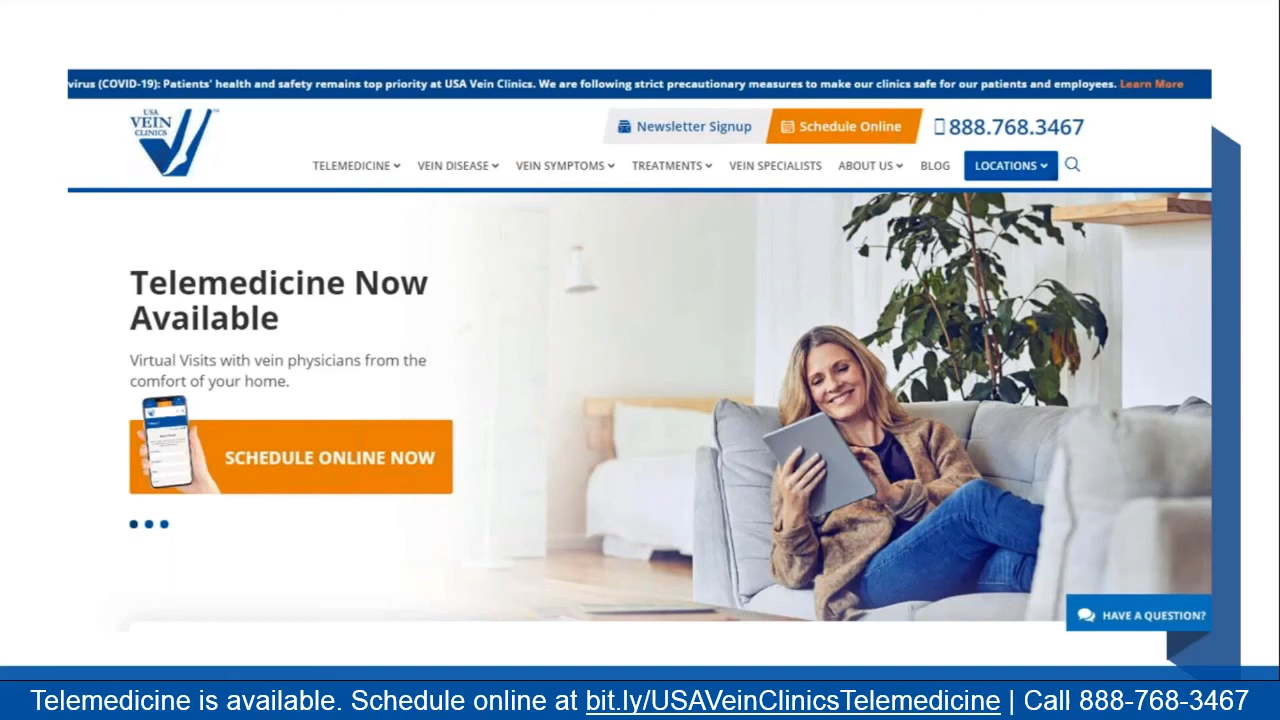 virus (COVID-19): Patients' health and safety remains top priority at USA Vein Clinics. We are following strict precautionary measures to make our clinics safe for our patients and employees. Learn More
USA
VEIN
CLINICS
Newsletter Signup
Schedule Online
888.768.3467
TELEMEDICINE
VEIN DISEASE
VEIN SYMPTOMS
TREATMENTS
VEIN SPECIALISTS
ABOUT US
BLOG
LOCATIONS
Telemedicine Now
Available
Virtual Visits with vein physicians from the
comfort of your home.
SCHEDULE ONLINE NOW
HAVE A QUESTION?
Telemedicine is available. Schedule online at bit.ly/USAVeinClinicsTelemedicine | Call 888-768-3467